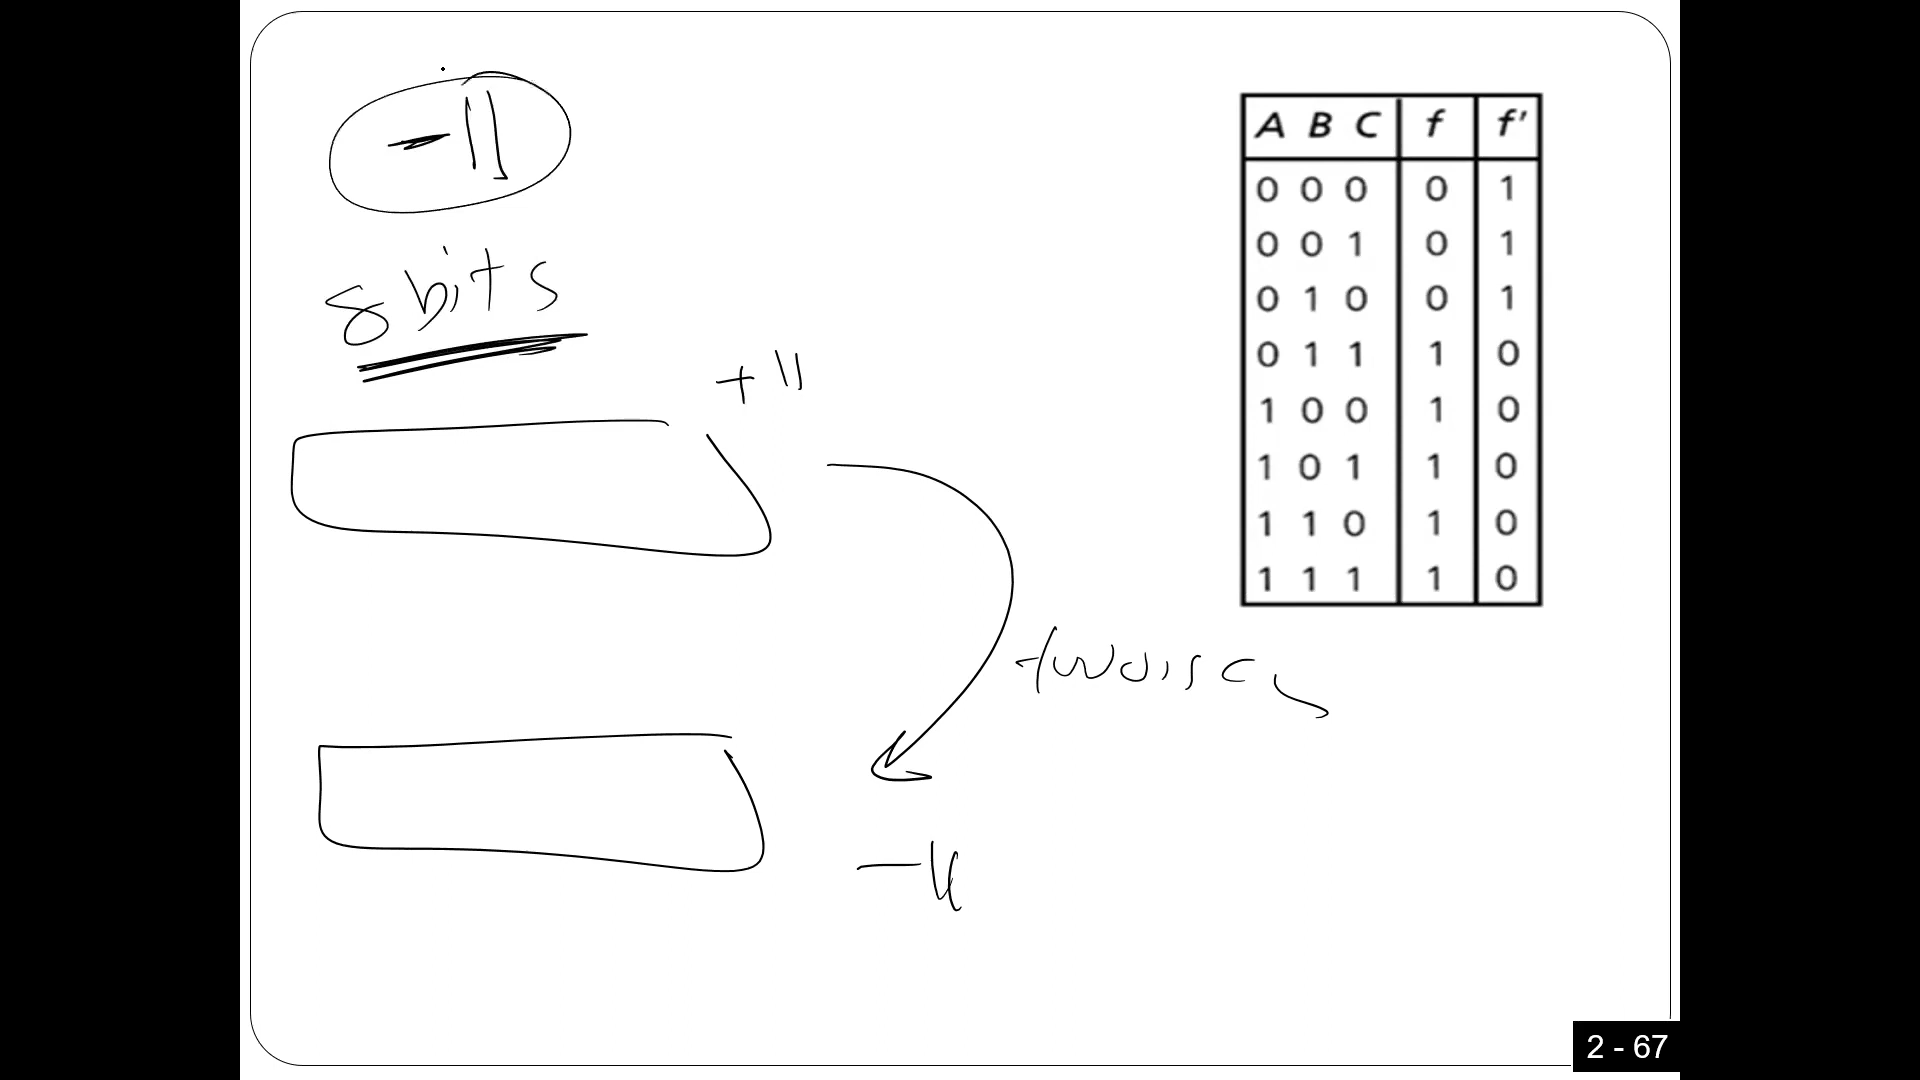 -11
8 bits
+11
two's C
-11
A B C f f'
0 0 0 0 1
0 0 1 0 1
0 1 0 0 1
0 1 1 1 0
1 0 0 1 0
1 0 1 1 0
1 1 0 1 0
1 1 1 1 0
2 - 67